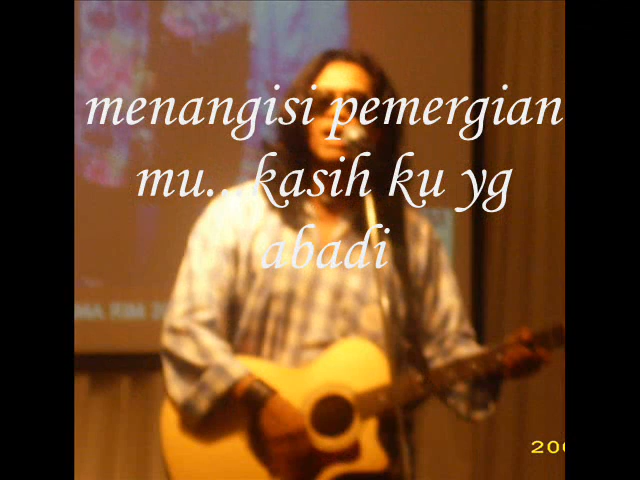 menangisi pemergian
mu.. kasih ku yg
abadi